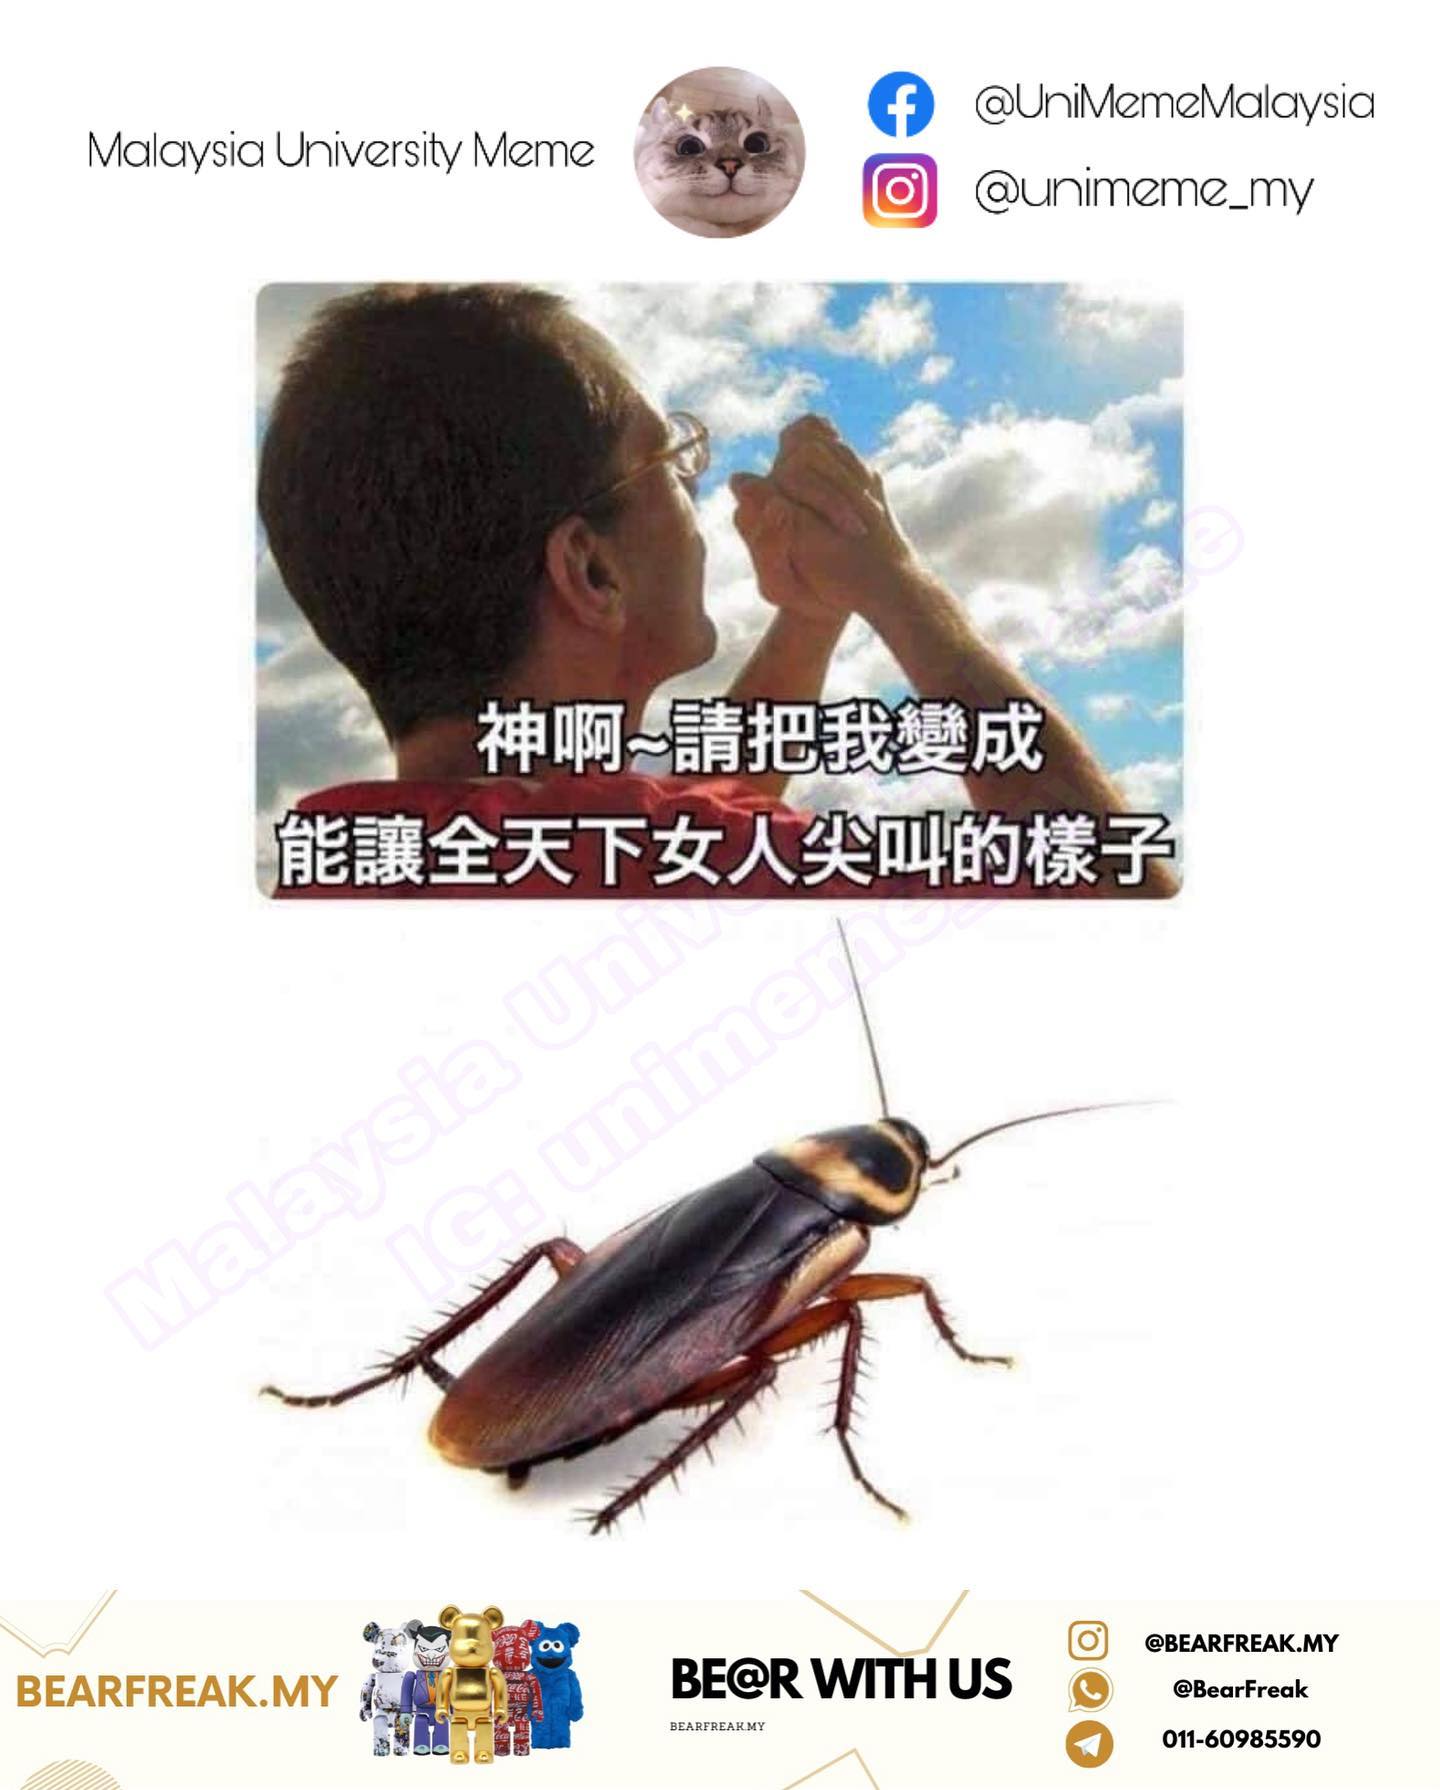 Malaysia University Meme
@UniMemeMalaysia
@unimeme_my
神啊~請把我變成
能讓全天下女人尖叫的樣子
Malaysia University Meme
IG: unimeme_my
BEARFREAK.MY
BE@R WITH US
BEARFREAK.MY
@BEARFREAK.MY
@BearFreak
011-60985590